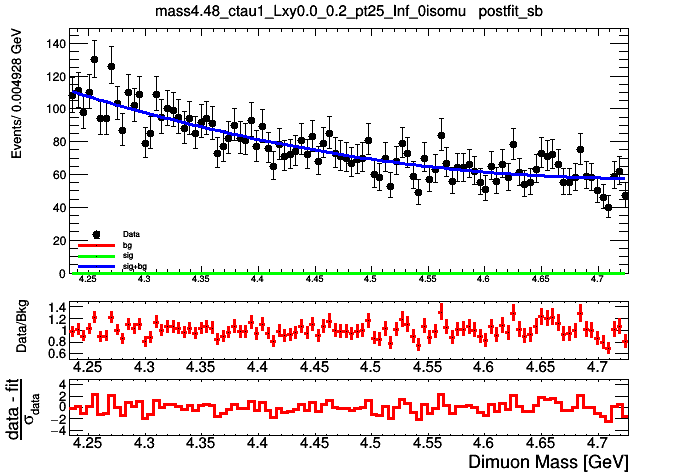 mass4.48_ctau1_Lxy0.0_0.2_pt25_Inf_0isomu postfit_sb
Events/ 0.004928 GeV
140
120
100
80
60
40
20
0
Data
bg
sig
sig+bg
4.25 4.3 4.35 4.4 4.45 4.5 4.55 4.6 4.65 4.7
Data/Bkg
1.4
1.2
1.0
0.8
0.6
4.25 4.3 4.35 4.4 4.45 4.5 4.55 4.6 4.65 4.7
data - fit
σdata
4
2
0
−2
−4
4.25 4.3 4.35 4.4 4.45 4.5 4.55 4.6 4.65 4.7
Dimuon Mass [GeV]